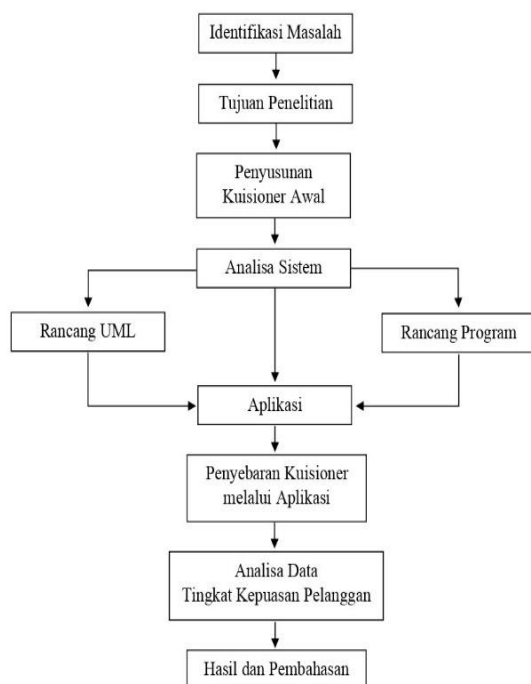 Identifikasi Masalah
Tujuan Penelitian
Penyusunan
Kuisioner Awal
Analisa Sistem
Rancang UML
Rancang Program
Aplikasi
Penyebaran Kuisioner
melalui Aplikasi
Analisa Data
Tingkat Kepuasan Pelanggan
Hasil dan Pembahasan